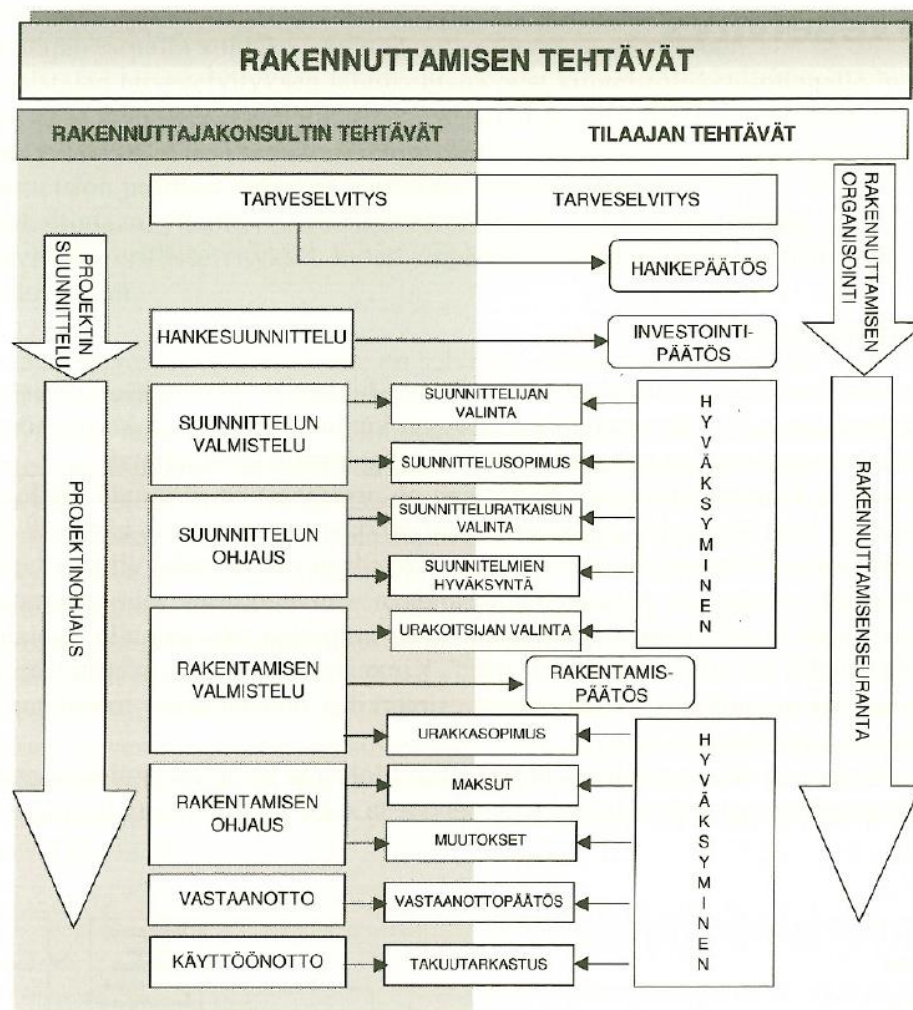 RAKENNUTTAMISEN TEHTÄVÄT
RAKENNUTTAJAKONSULTIN TEHTÄVÄT
TILAAJAN TEHTÄVÄT
TARVESELVITYS
TARVESELVITYS
HANKEPÄÄTÖS
PROJEKTIN
SUUNNITTELU
RAKENNUTTAMISEN
ORGANISOINTI
HANKESUUNNITTELU
INVESTOINTI-
PÄÄTÖS
SUUNNITTELUN
VALMISTELU
SUUNNITTELIJAN
VALINTA
SUUNNITTELUSOPIMUS
HYVÄKSYMINEN
SUUNNITTELUN
OHJAUS
SUUNNITTELURATKAISUN
VALINTA
SUUNNITELMIEN
HYVÄKSYNTÄ
PROJEKTINOHJAUS
RAKENNUTTAMISENSEURANTA
RAKENTAMISEN
VALMISTELU
URAKOITSIJAN VALINTA
RAKENTAMIS-
PÄÄTÖS
URAKKASOPIMUS
HYVÄKSYMINEN
RAKENTAMISEN
OHJAUS
MAKSUT
MUUTOKSET
VASTAANOTTO
VASTAANOTTOPÄÄTÖS
KÄYTTÖÖNOTTO
TAKUUTARKASTUS